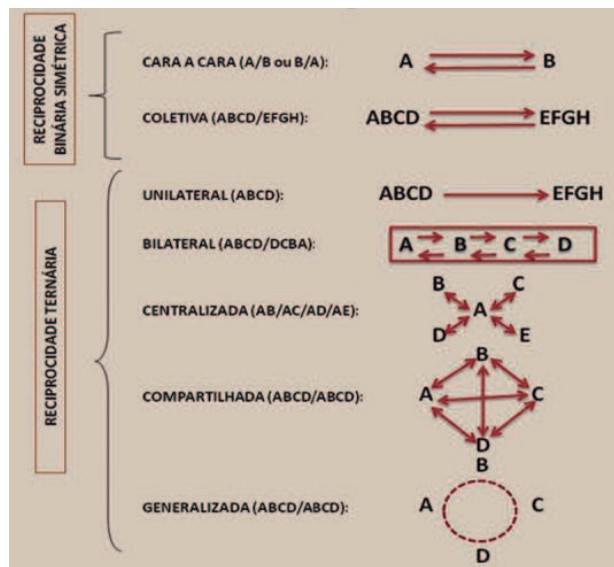 RECIPROCIDADE
BINÁRIA SIMÉTRICA
CARA A CARA (A/B ou B/A):
A B
COLETIVA (ABCD/EFGH):
ABCD EFGH
RECIPROCIDADE TERNÁRIA
UNILATERAL (ABCD):
ABCD EFGH
BILATERAL (ABCD/DCBA):
A B C D
CENTRALIZADA (AB/AC/AD/AE):
B C
A
D E
COMPARTILHADA (ABCD/ABCD):
B
A C
D
GENERALIZADA (ABCD/ABCD):
B
A C
D